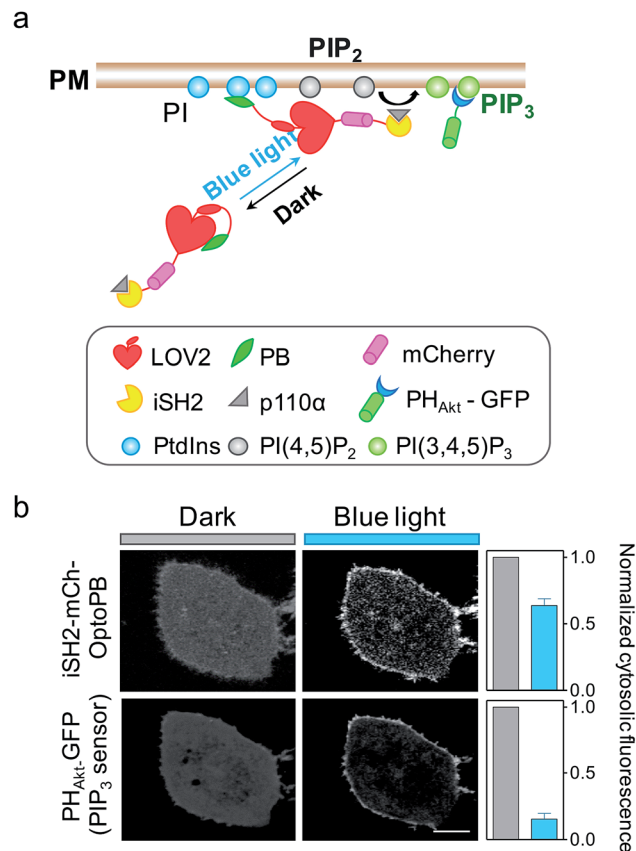 a
PIP2
PM
PI
PIP3
Blue light
Dark
LOV2
PB
mCherry
iSH2
p110α
PHAkt - GFP
PtdIns
PI(4,5)P2
PI(3,4,5)P3
b
Dark
Blue light
iSH2-mCh-
OptoPB
1.0
0.5
0.0
PHAkt-GFP
(PIP3 sensor)
1.0
0.5
0.0
Normalized cytosolic fluorescence